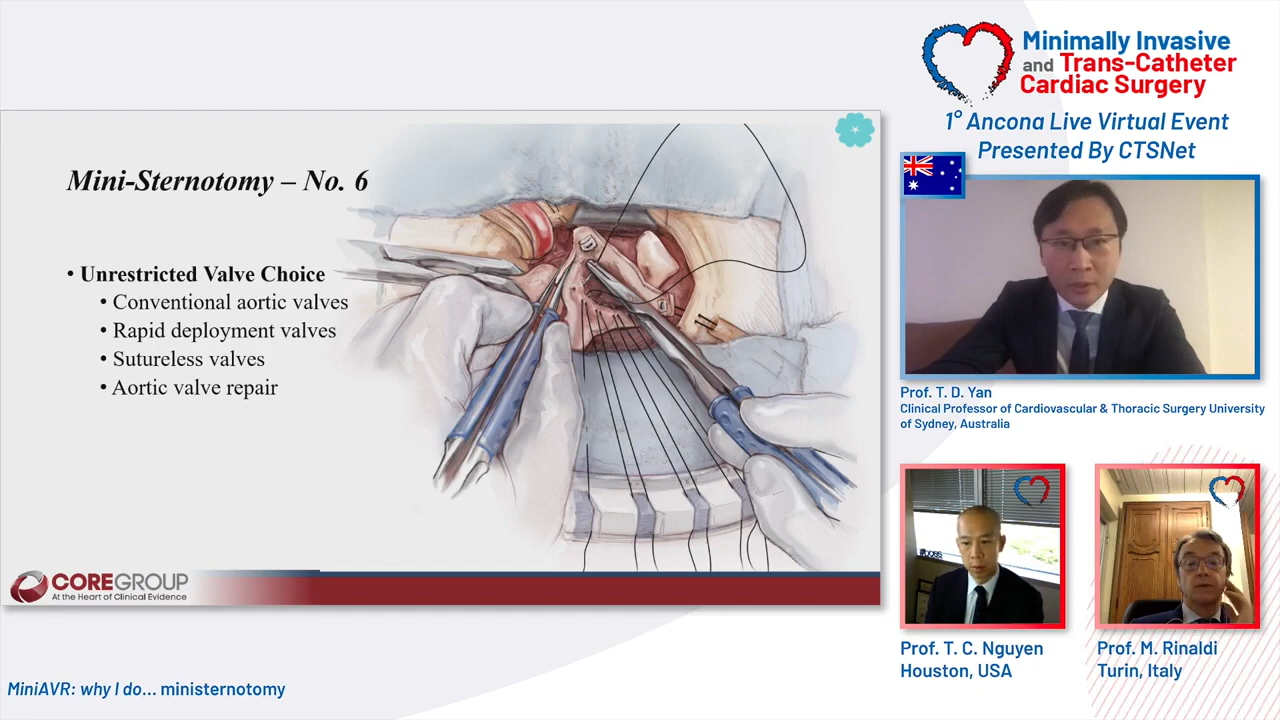 Minimally Invasive
and Trans-Catheter
Cardiac Surgery
1° Ancona Live Virtual Event
Presented By CTSNet
Mini-Sternotomy – No. 6
• Unrestricted Valve Choice
• Conventional aortic valves
• Rapid deployment valves
• Sutureless valves
• Aortic valve repair
COREGROUP
At the Heart of Clinical Evidence
MiniAVR: why I do... ministernotomy
Prof. T. D. Yan
Clinical Professor of Cardiovascular & Thoracic Surgery University
of Sydney, Australia
Prof. T. C. Nguyen
Houston, USA
Prof. M. Rinaldi
Turin, Italy